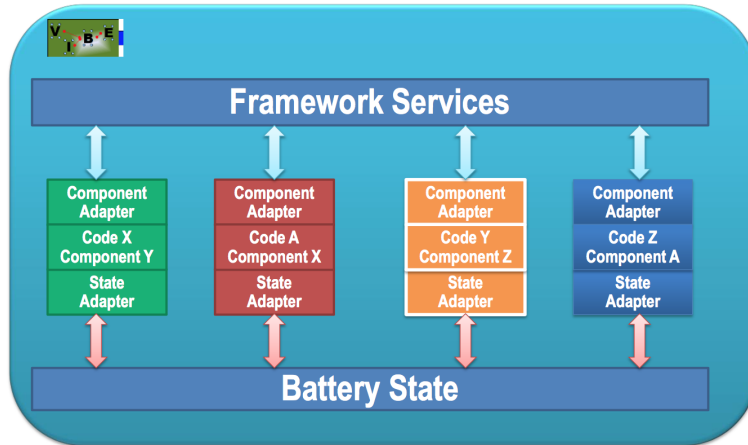 V I B E
Framework Services
Component
Adapter
Code X
Component Y
State
Adapter
Component
Adapter
Code A
Component X
State
Adapter
Component
Adapter
Code Y
Component Z
State
Adapter
Component
Adapter
Code Z
Component A
State
Adapter
Battery State